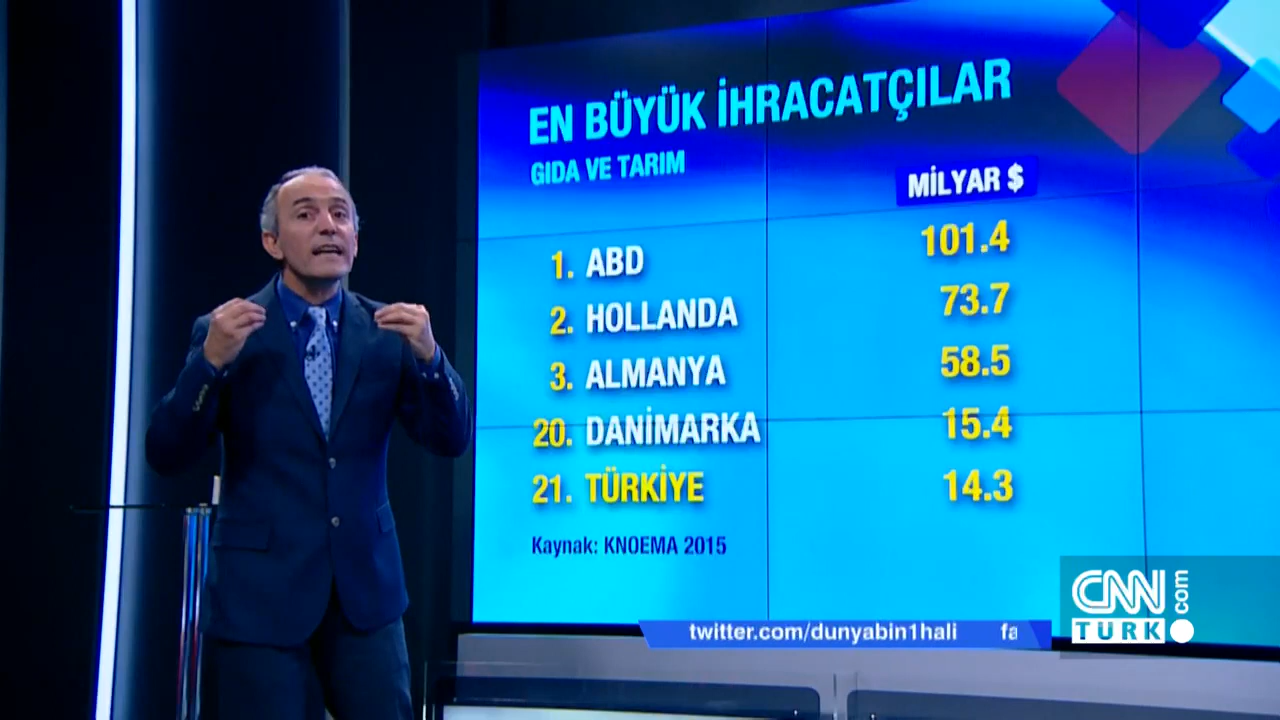 EN BÜYÜK İHRACATÇILAR
GIDA VE TARIM
MİLYAR $
1. ABD 101.4
2. HOLLANDA 73.7
3. ALMANYA 58.5
20. DANİMARKA 15.4
21. TÜRKİYE 14.3
Kaynak: KNOEMA 2015
twitter.com/dunyabin1hali fa
CNN
TURK
.com